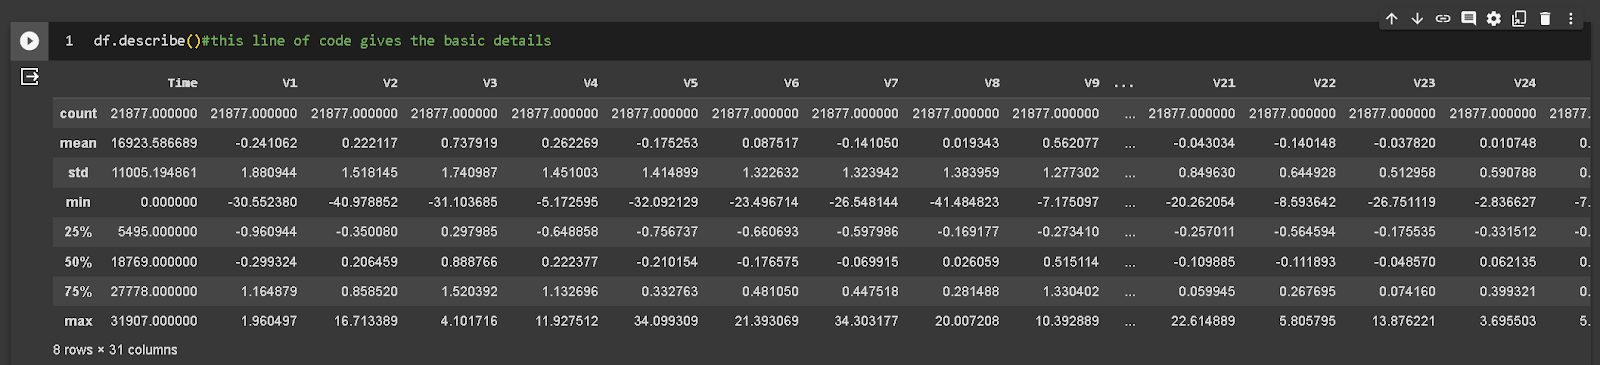 1 df.describe()#this line of code gives the basic details
Time V1 V2 V3 V4 V5 V6 V7 V8 V9 ... V21 V22 V23 V24
count 21877.000000 21877.000000 21877.000000 21877.000000 21877.000000 21877.000000 21877.000000 21877.000000 21877.000000 21877.000000 ... 21877.000000 21877.000000 21877.000000 21877.000000 21877.
mean 16923.586689 -0.241062 0.222117 0.737919 0.262269 -0.175253 0.087517 -0.141050 0.019343 0.562077 ... -0.043034 -0.140148 -0.037820 0.010748 0.
std 11005.194861 1.880944 1.518145 1.740987 1.451003 1.414899 1.322632 1.323942 1.383959 1.277302 ... 0.849630 0.644928 0.512958 0.590788 0.
min 0.000000 -30.552380 -40.978852 -31.103685 -5.172595 -32.092129 -23.496714 -26.548144 -41.484823 -7.175097 ... -20.262054 -8.593642 -26.751119 -2.836627 -7.
25% 5495.000000 -0.960944 -0.350080 0.297985 -0.648858 -0.756737 -0.660693 -0.597986 -0.169177 -0.273410 ... -0.257011 -0.564594 -0.175535 -0.331512 -0.
50% 18769.000000 -0.299324 0.206459 0.888766 0.222377 -0.210154 -0.176575 -0.069915 0.026059 0.515114 ... -0.109885 -0.111893 -0.048570 0.062135 0.
75% 27778.000000 1.164879 0.858520 1.520392 1.132696 0.332763 0.481050 0.447518 0.281488 1.330402 ... 0.059945 0.267695 0.074160 0.399321 0.
max 31907.000000 1.960497 16.713389 4.101716 11.927512 34.099309 21.393069 34.303177 20.007208 10.392889 ... 22.614889 5.805795 13.876221 3.695503 5.
8 rows × 31 columns